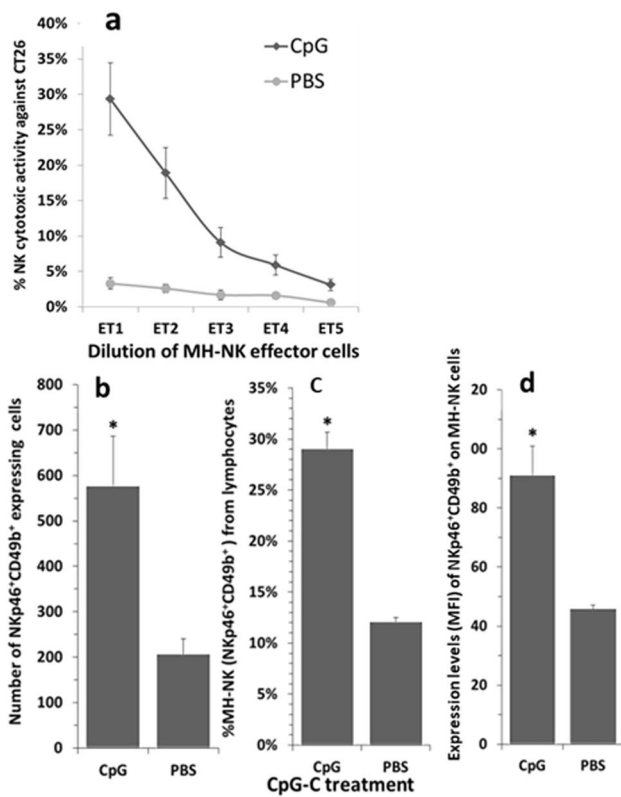 a
40%
35%
30%
25%
20%
15%
10%
5%
0%
% NK cytotoxic activity against CT26
CpG
PBS
ET1 ET2 ET3 ET4 ET5
Dilution of MH-NK effector cells
b
800
700
600
500
400
300
200
200
0
Number of NKp46⁺CD49b⁺ expressing cells
*
CpG PBS
c
35%
30%
25%
12%
15%
10%
5%
0%
%MH-NK (NKp46⁺CD49b⁺ ) from lymphocytes
*
CpG PBS
d
20
00
80
60
40
20
0
Expression levels (MFI) of NKp46⁺CD49b⁺ on MH-NK cells
*
CpG PBS
CpG-C treatment